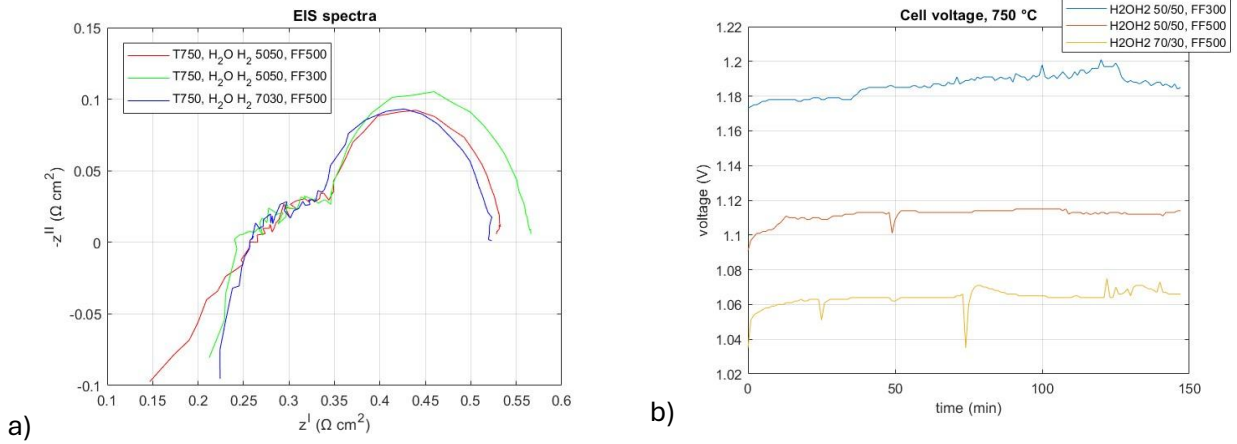 EIS spectra
0.15
0.1
0.05
0
-0.05
-0.1
-z^II (Ω cm²)
T750, H₂O H₂ 5050, FF500
T750, H₂O H₂ 5050, FF300
T750, H₂O H₂ 7030, FF500
0.1 0.15 0.2 0.25 0.3 0.35 0.4 0.45 0.5 0.55 0.6
z^I (Ω cm²)
a)
Cell voltage, 750 °C
H2OH2 50/50, FF300
H2OH2 50/50, FF500
H2OH2 70/30, FF500
1.22
1.2
1.18
1.16
1.14
1.12
1.1
1.08
1.06
1.04
1.02
voltage (V)
0 50 100 150
time (min)
b)